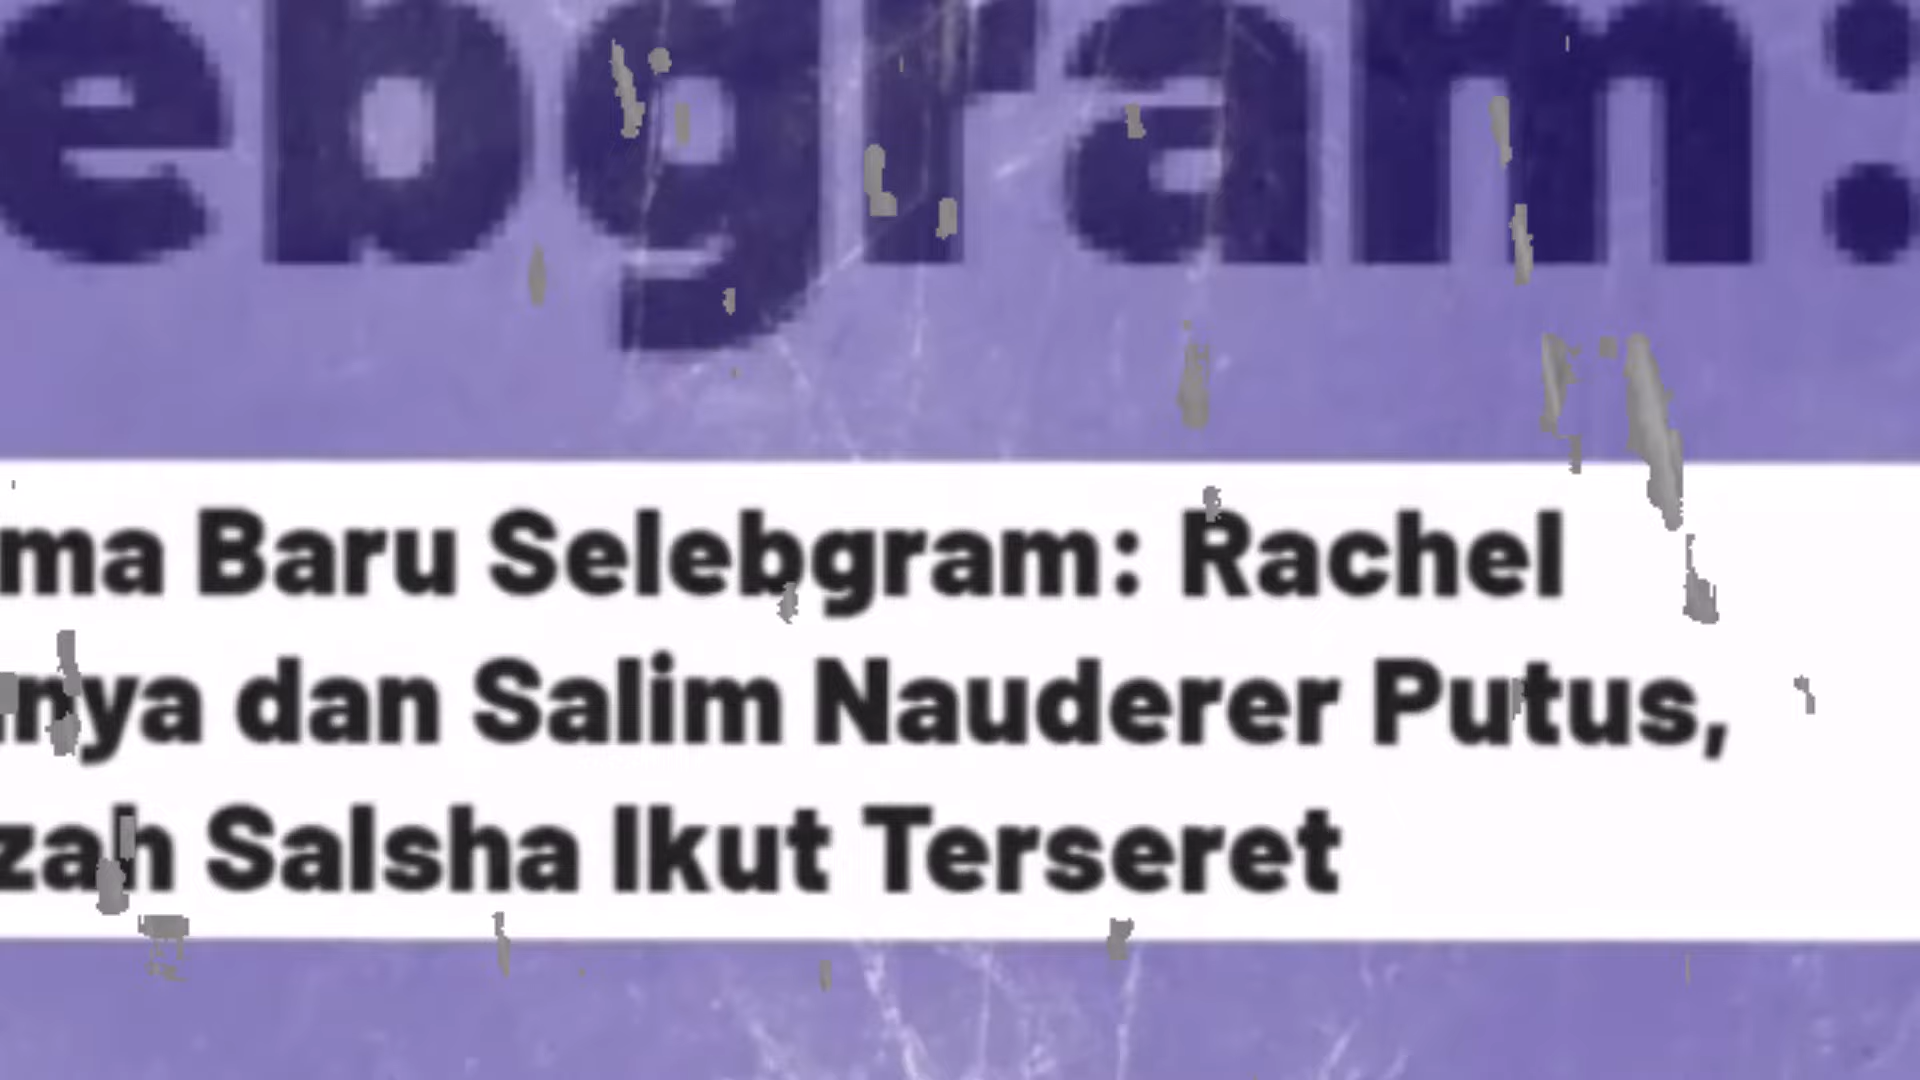 ebgram:
ma Baru Selebgram: Rachel
nya dan Salim Nauderer Putus,
zah Salsha Ikut Terseret